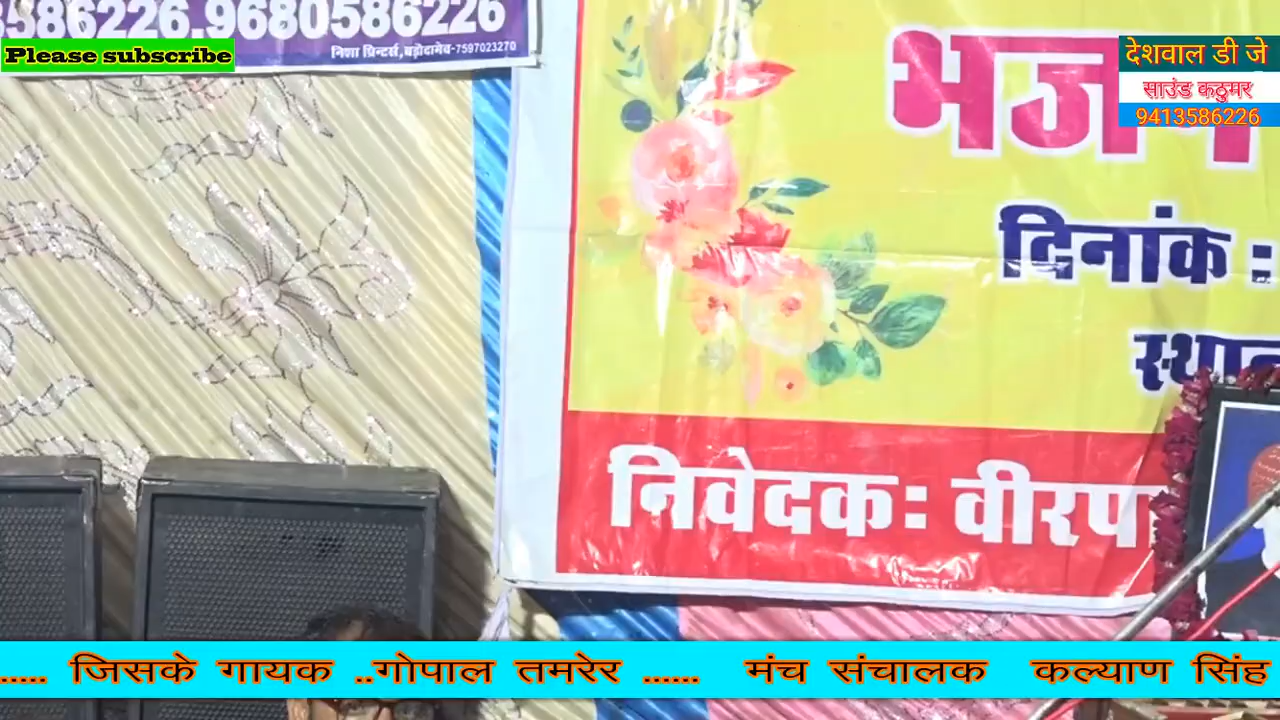 586226.9680586226
निशा प्रिन्टर्स,बड़ोदामेव-7597023270
Please subscribe
देशवाल डी जे
साउंड कठुमर
9413586226
दिनांक :
निवेदक: वीरपा
..... जिसके गायक ..गोपाल तमरेर ...... मंच संचालक कल्याण सिंह